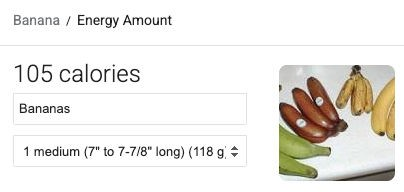 Banana / Energy Amount
105 calories
Bananas
1 medium (7" to 7-7/8" long) (118 g